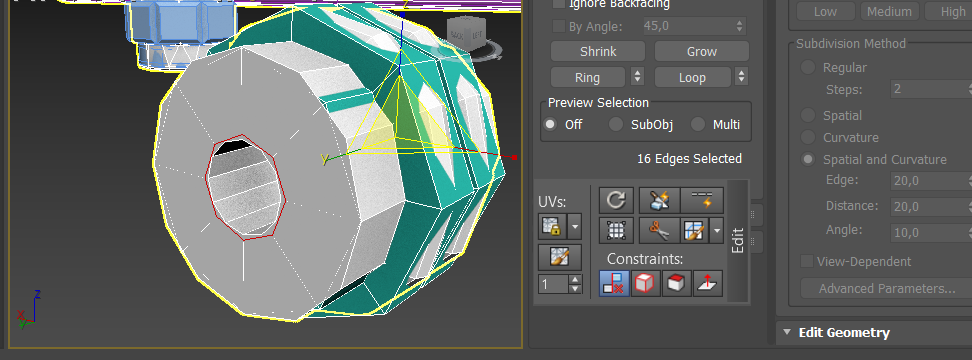 Ignore Backfacing
By Angle: 45,0
Shrink Grow
Ring Loop
Preview Selection
Off SubObj Multi
16 Edges Selected
UVs:
Edit
Constraints:
1
Low Medium High
Subdivision Method
Regular
Steps: 2
Spatial
Curvature
Spatial and Curvature
Edge: 20,0
Distance: 20,0
Angle: 10,0
View-Dependent
Advanced Parameters...
Edit Geometry
y
z
x
y